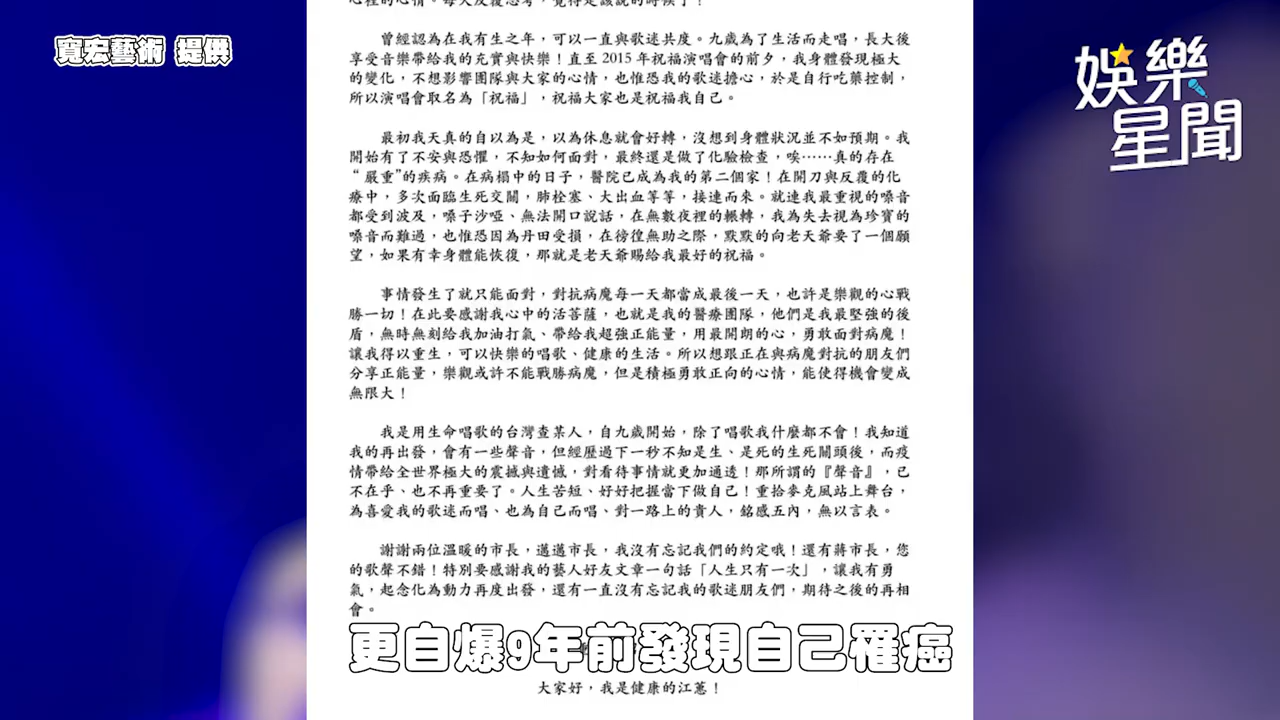 心裡的心情。每天反覆思考，覺得是該說的時候了！
寬宏藝術 提供
娛樂
星聞
曾經認為在我有生之年，可以一直與歌迷共度。九歲為了生活而走唱，長大後
享受音樂帶給我的充實與快樂！直至 2015 年祝福演唱會的前夕，我身體發現極大
的變化，不想影響團隊與大家的心情，也惟恐我的歌迷擔心，於是自行吃藥控制，
所以演唱會取名為「祝福」，祝福大家也是祝福我自己。
最初我天真的自以為是，以為休息就會好轉，沒想到身體狀況並不如預期。我
開始有了不安與恐懼，不知如何面對，最終還是做了化驗檢查，唉⋯⋯真的存在
“嚴重”的疾病。在病榻中的日子，醫院已成為我的第二個家！在開刀與反覆的化
療中，多次面臨生死交關，肺栓塞、大出血等等，接連而來。就連我最重視的嗓音
都受到波及，嗓子沙啞、無法開口說話，在無數夜裡的輾轉，我為失去視為珍寶的
嗓音而難過，也惟恐因為丹田受損，在徬徨無助之際，默默的向老天爺要了一個願
望，如果有幸身體能恢復，那就是老天爺賜給我最好的祝福。
事情發生了就只能面對，對抗病魔每一天都當成最後一天，也許是樂觀的心戰
勝一切！在此要感謝我心中的活菩薩，也就是我的醫療團隊，他們是我最堅強的後
盾，無時無刻給我加油打氣、帶給我超強正能量，用最開朗的心，勇敢面對病魔！
讓我得以重生，可以快樂的唱歌、健康的生活。所以想跟正在與病魔對抗的朋友們
分享正能量，樂觀或許不能戰勝病魔，但是積極勇敢正向的心情，能使得機會變成
無限大！
我是用生命唱歌的台灣查某人，自九歲開始，除了唱歌我什麼都不會！我知道
我的再出發，會有一些聲音，但經歷過下一秒不知是生、是死的生死關頭後，而疫
情帶給全世界極大的震撼與遺憾，對看待事情就更加通透！那所謂的『聲音』，已
不在乎、也不再重要了。人生苦短、好好把握當下做自己！重拾麥克風站上舞台，
為喜愛我的歌迷而唱、也為自己而唱、對一路上的貴人，銘感五內，無以言表。
謝謝兩位溫暖的市長，邁邁市長，我沒有忘記我們的約定哦！還有蔣市長，您
的歌聲不錯！特別要感謝我的藝人好友文章一句話「人生只有一次」，讓我有勇
氣，起念化為動力再度出發，還有一直沒有忘記我的歌迷朋友們，期待之後的再相
會。
更自爆9年前發現自己罹癌
大家好，我是健康的江蕙！